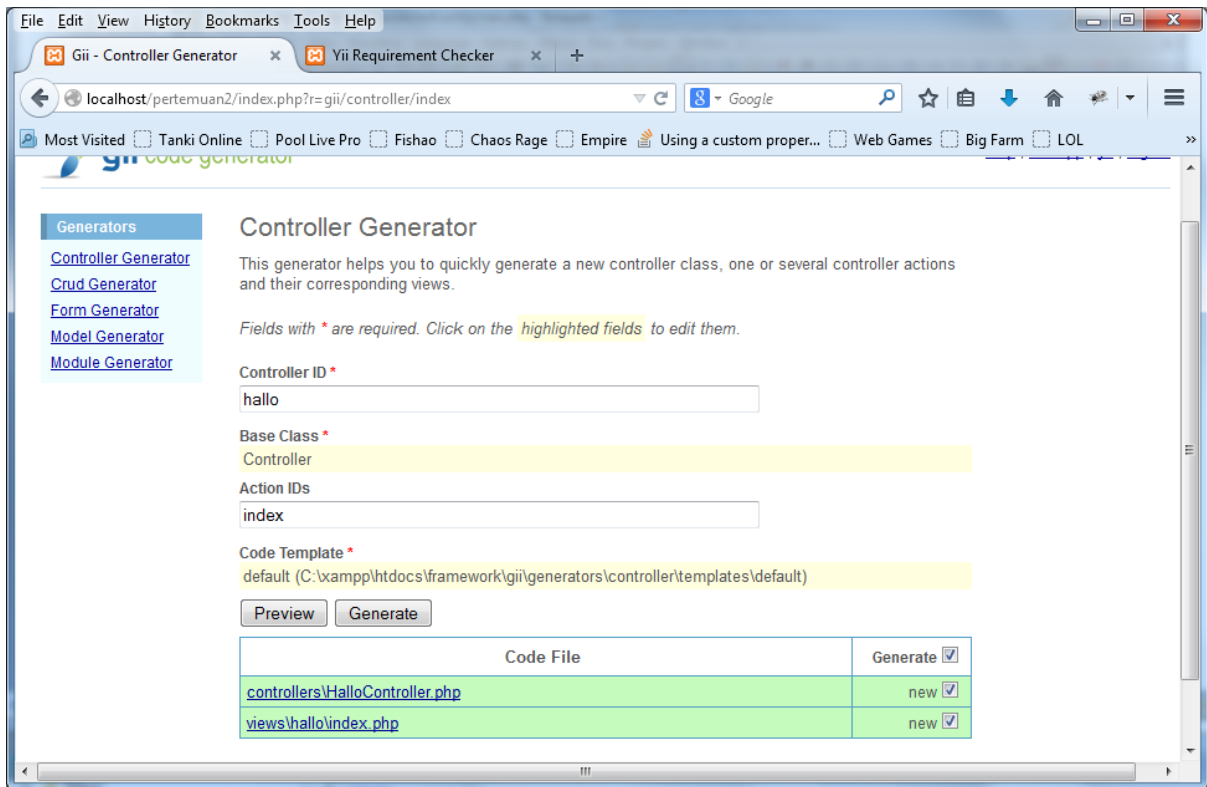 File Edit View History Bookmarks Tools Help
Gii - Controller Generator
Yii Requirement Checker
localhost/pertemuan2/index.php?r=gii/controller/index
Google
Most Visited Tanki Online Pool Live Pro Fishao Chaos Rage Empire Using a custom proper... Web Games Big Farm LOL »
gii code generator
Generators
Controller Generator
Crud Generator
Form Generator
Model Generator
Module Generator
Controller Generator
This generator helps you to quickly generate a new controller class, one or several controller actions
and their corresponding views.
Fields with * are required. Click on the highlighted fields to edit them.
Controller ID *
hallo
Base Class *
Controller
Action IDs
index
Code Template *
default (C:\xampp\htdocs\framework\gii\generators\controller\templates\default)
Preview Generate
Code File Generate
controllers\HalloController.php new
views\hallo\index.php new